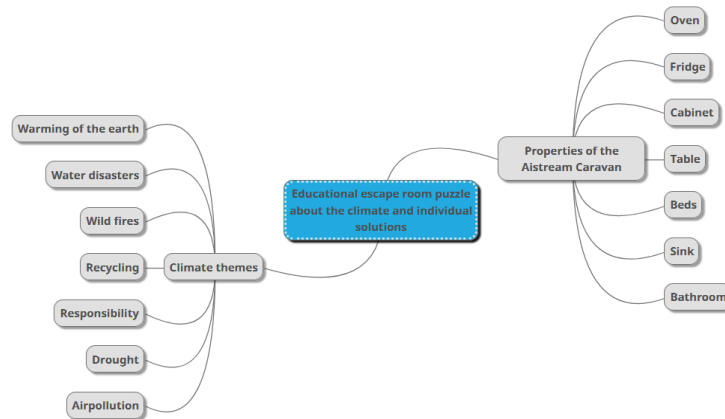 Educational escape room puzzle
about the climate and individual
solutions
Climate themes
Warming of the earth
Water disasters
Wild fires
Recycling
Responsibility
Drought
Airpollution
Properties of the
Aistream Caravan
Oven
Fridge
Cabinet
Table
Beds
Sink
Bathroom